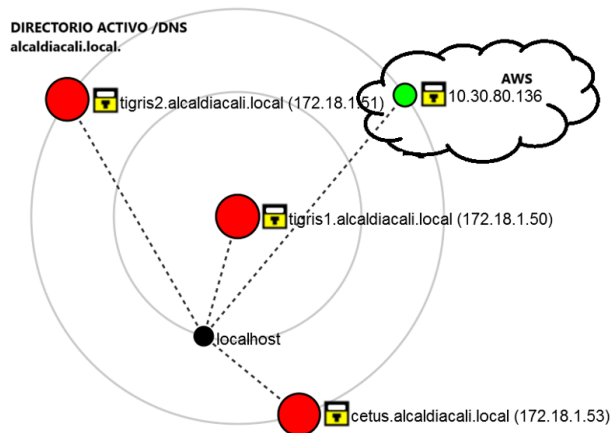 DIRECTORIO ACTIVO /DNS
alcaldiacali.local.
AWS
tigris2.alcaldiacali.local (172.18.1.51)
10.30.80.136
tigris1.alcaldiacali.local (172.18.1.50)
localhost
cetus.alcaldiacali.local (172.18.1.53)